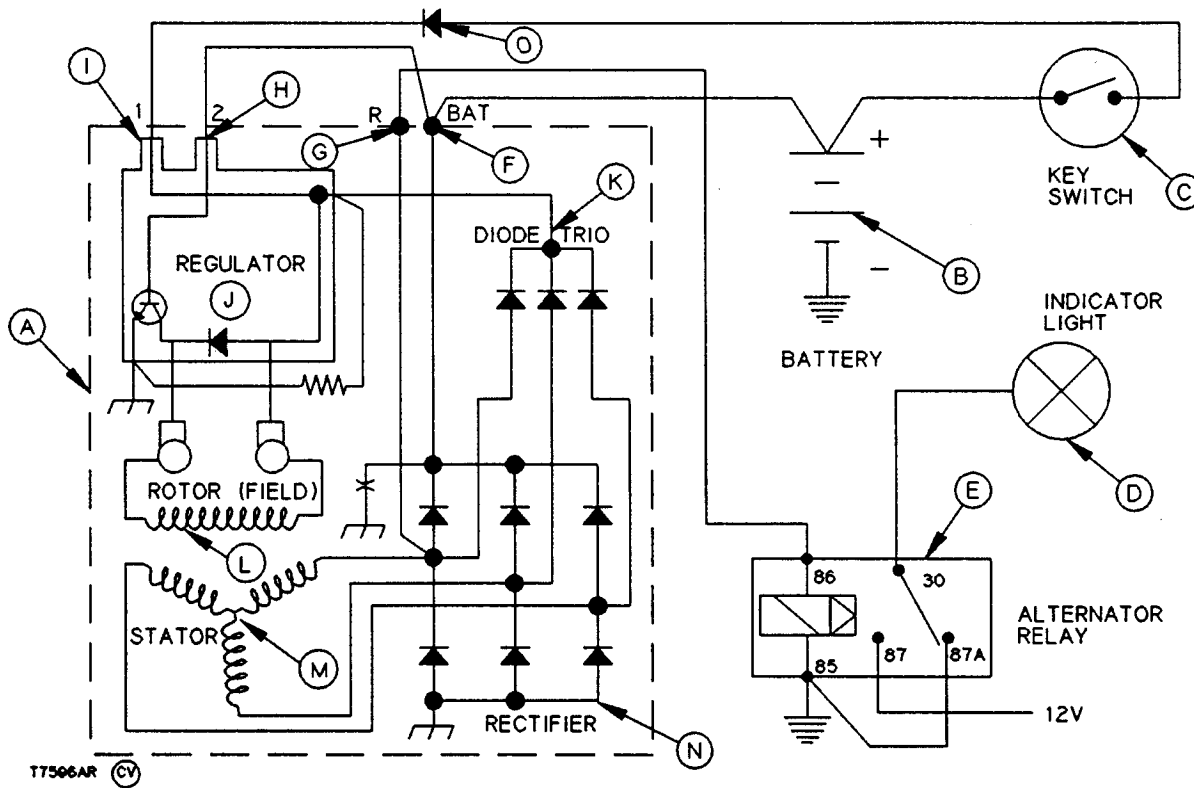 O
I
H
1
2
R
BAT
G
F
+
−
KEY
SWITCH
C
K
DIODE TRIO
REGULATOR
J
B
−
A
BATTERY
INDICATOR
LIGHT
D
ROTOR (FIELD)
L
E
86
30
STATOR
M
87
87A
85
ALTERNATOR
RELAY
RECTIFIER
N
12V
T7506AR CV